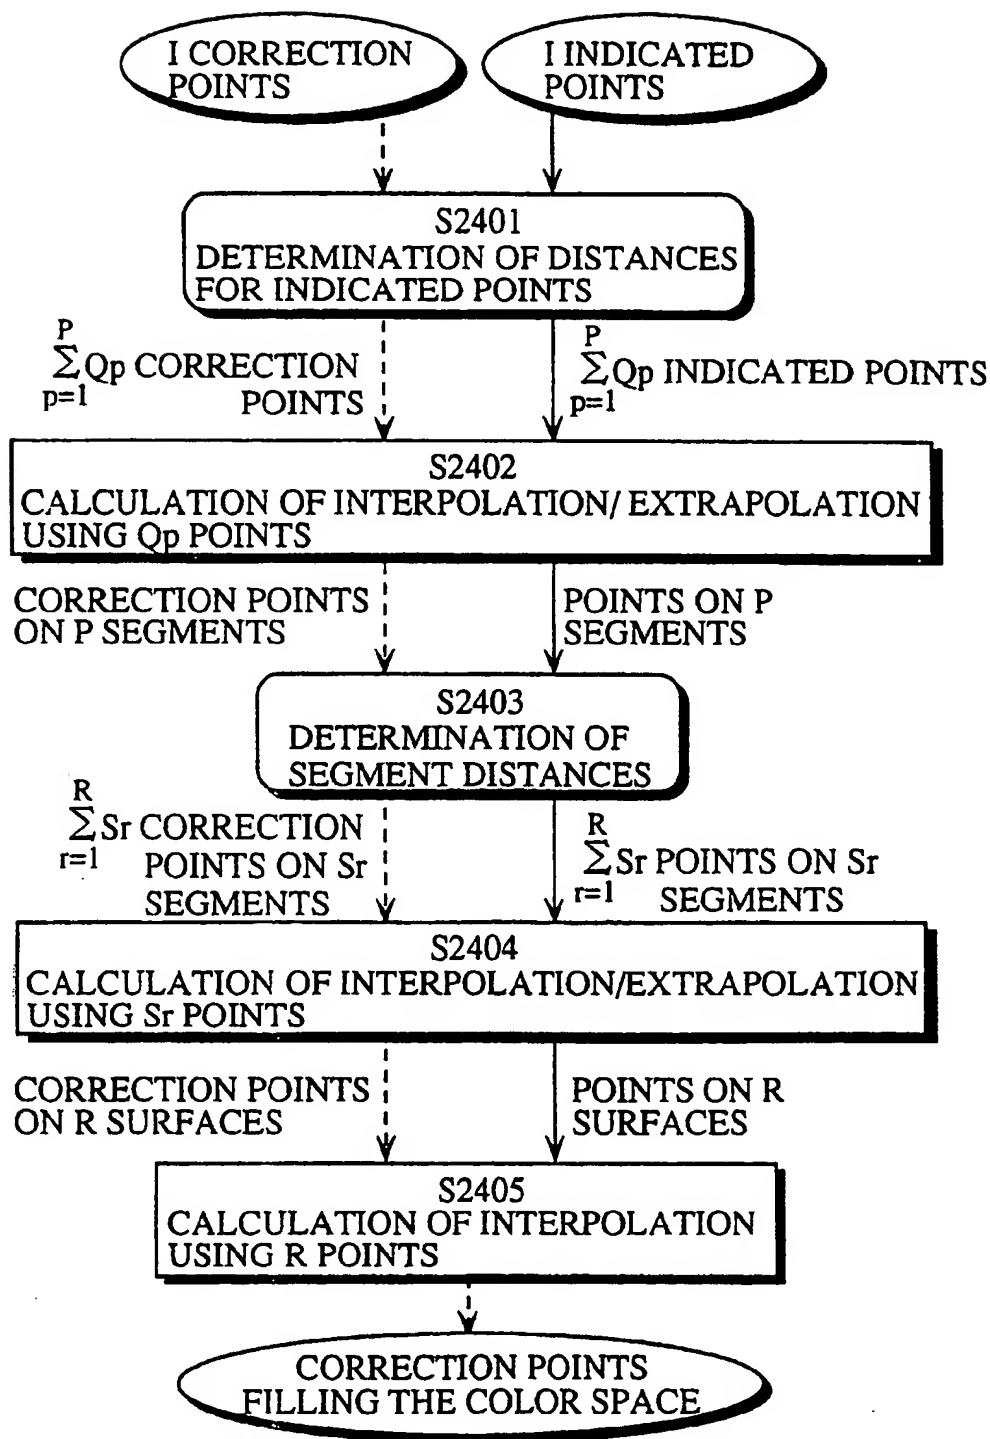 I CORRECTION
POINTS
I INDICATED
POINTS
S2401
DETERMINATION OF DISTANCES
FOR INDICATED POINTS
P
ΣQp CORRECTION
p=1 POINTS
P
ΣQp INDICATED POINTS
p=1
S2402
CALCULATION OF INTERPOLATION/ EXTRAPOLATION
USING Qp POINTS
CORRECTION POINTS
ON P SEGMENTS
POINTS ON P
SEGMENTS
S2403
DETERMINATION OF
SEGMENT DISTANCES
R
ΣSr CORRECTION
r=1 POINTS ON Sr
SEGMENTS
R
ΣSr POINTS ON Sr
r=1 SEGMENTS
S2404
CALCULATION OF INTERPOLATION/EXTRAPOLATION
USING Sr POINTS
CORRECTION POINTS
ON R SURFACES
POINTS ON R
SURFACES
S2405
CALCULATION OF INTERPOLATION
USING R POINTS
CORRECTION POINTS
FILLING THE COLOR SPACE